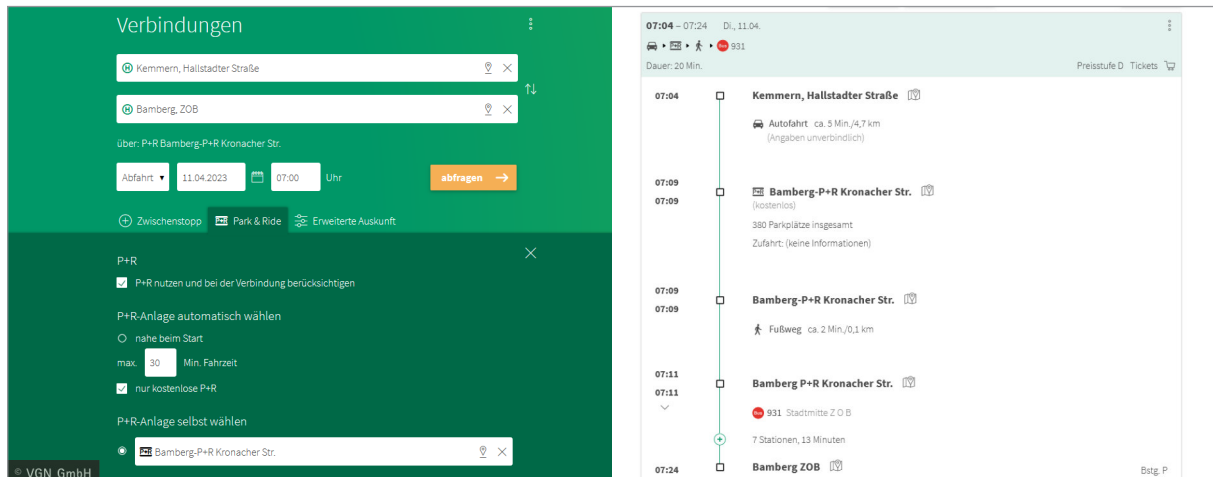 Verbindungen
Kemmern, Hallstadter Straße
Bamberg, ZOB
über: P+R Bamberg-P+R Kronacher Str.
Abfahrt 11.04.2023 07:00 Uhr abfragen
Zwischenstopp P+R Park & Ride Erweiterte Auskunft
P+R
P+R nutzen und bei der Verbindung berücksichtigen
P+R-Anlage automatisch wählen
nahe beim Start
max. 30 Min. Fahrzeit
nur kostenlose P+R
P+R-Anlage selbst wählen
P+R Bamberg-P+R Kronacher Str.
© VGN GmbH
07:04 – 07:24 Di., 11.04.
P+R Bus 931
Dauer: 20 Min. Preisstufe D Tickets
07:04 Kemmern, Hallstadter Straße
Autofahrt ca. 5 Min./4,7 km
(Angaben unverbindlich)
07:09
07:09 P+R Bamberg-P+R Kronacher Str.
(kostenlos)
380 Parkplätze insgesamt
Zufahrt: (keine Informationen)
07:09
07:09 Bamberg-P+R Kronacher Str.
Fußweg ca. 2 Min./0,1 km
07:11
07:11 Bamberg P+R Kronacher Str.
Bus 931 Stadtmitte Z O B
7 Stationen, 13 Minuten
07:24 Bamberg ZOB Bstg. P